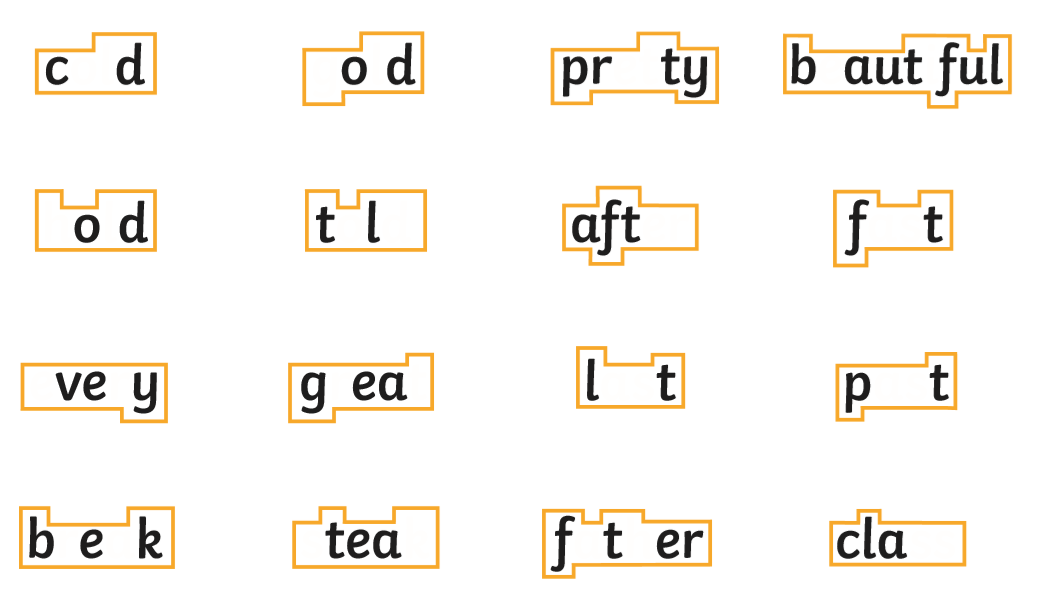 c d o d pr ty b aut ful
o d t l aft f t
ve y g ea l t p t
b e k tea f t er cla